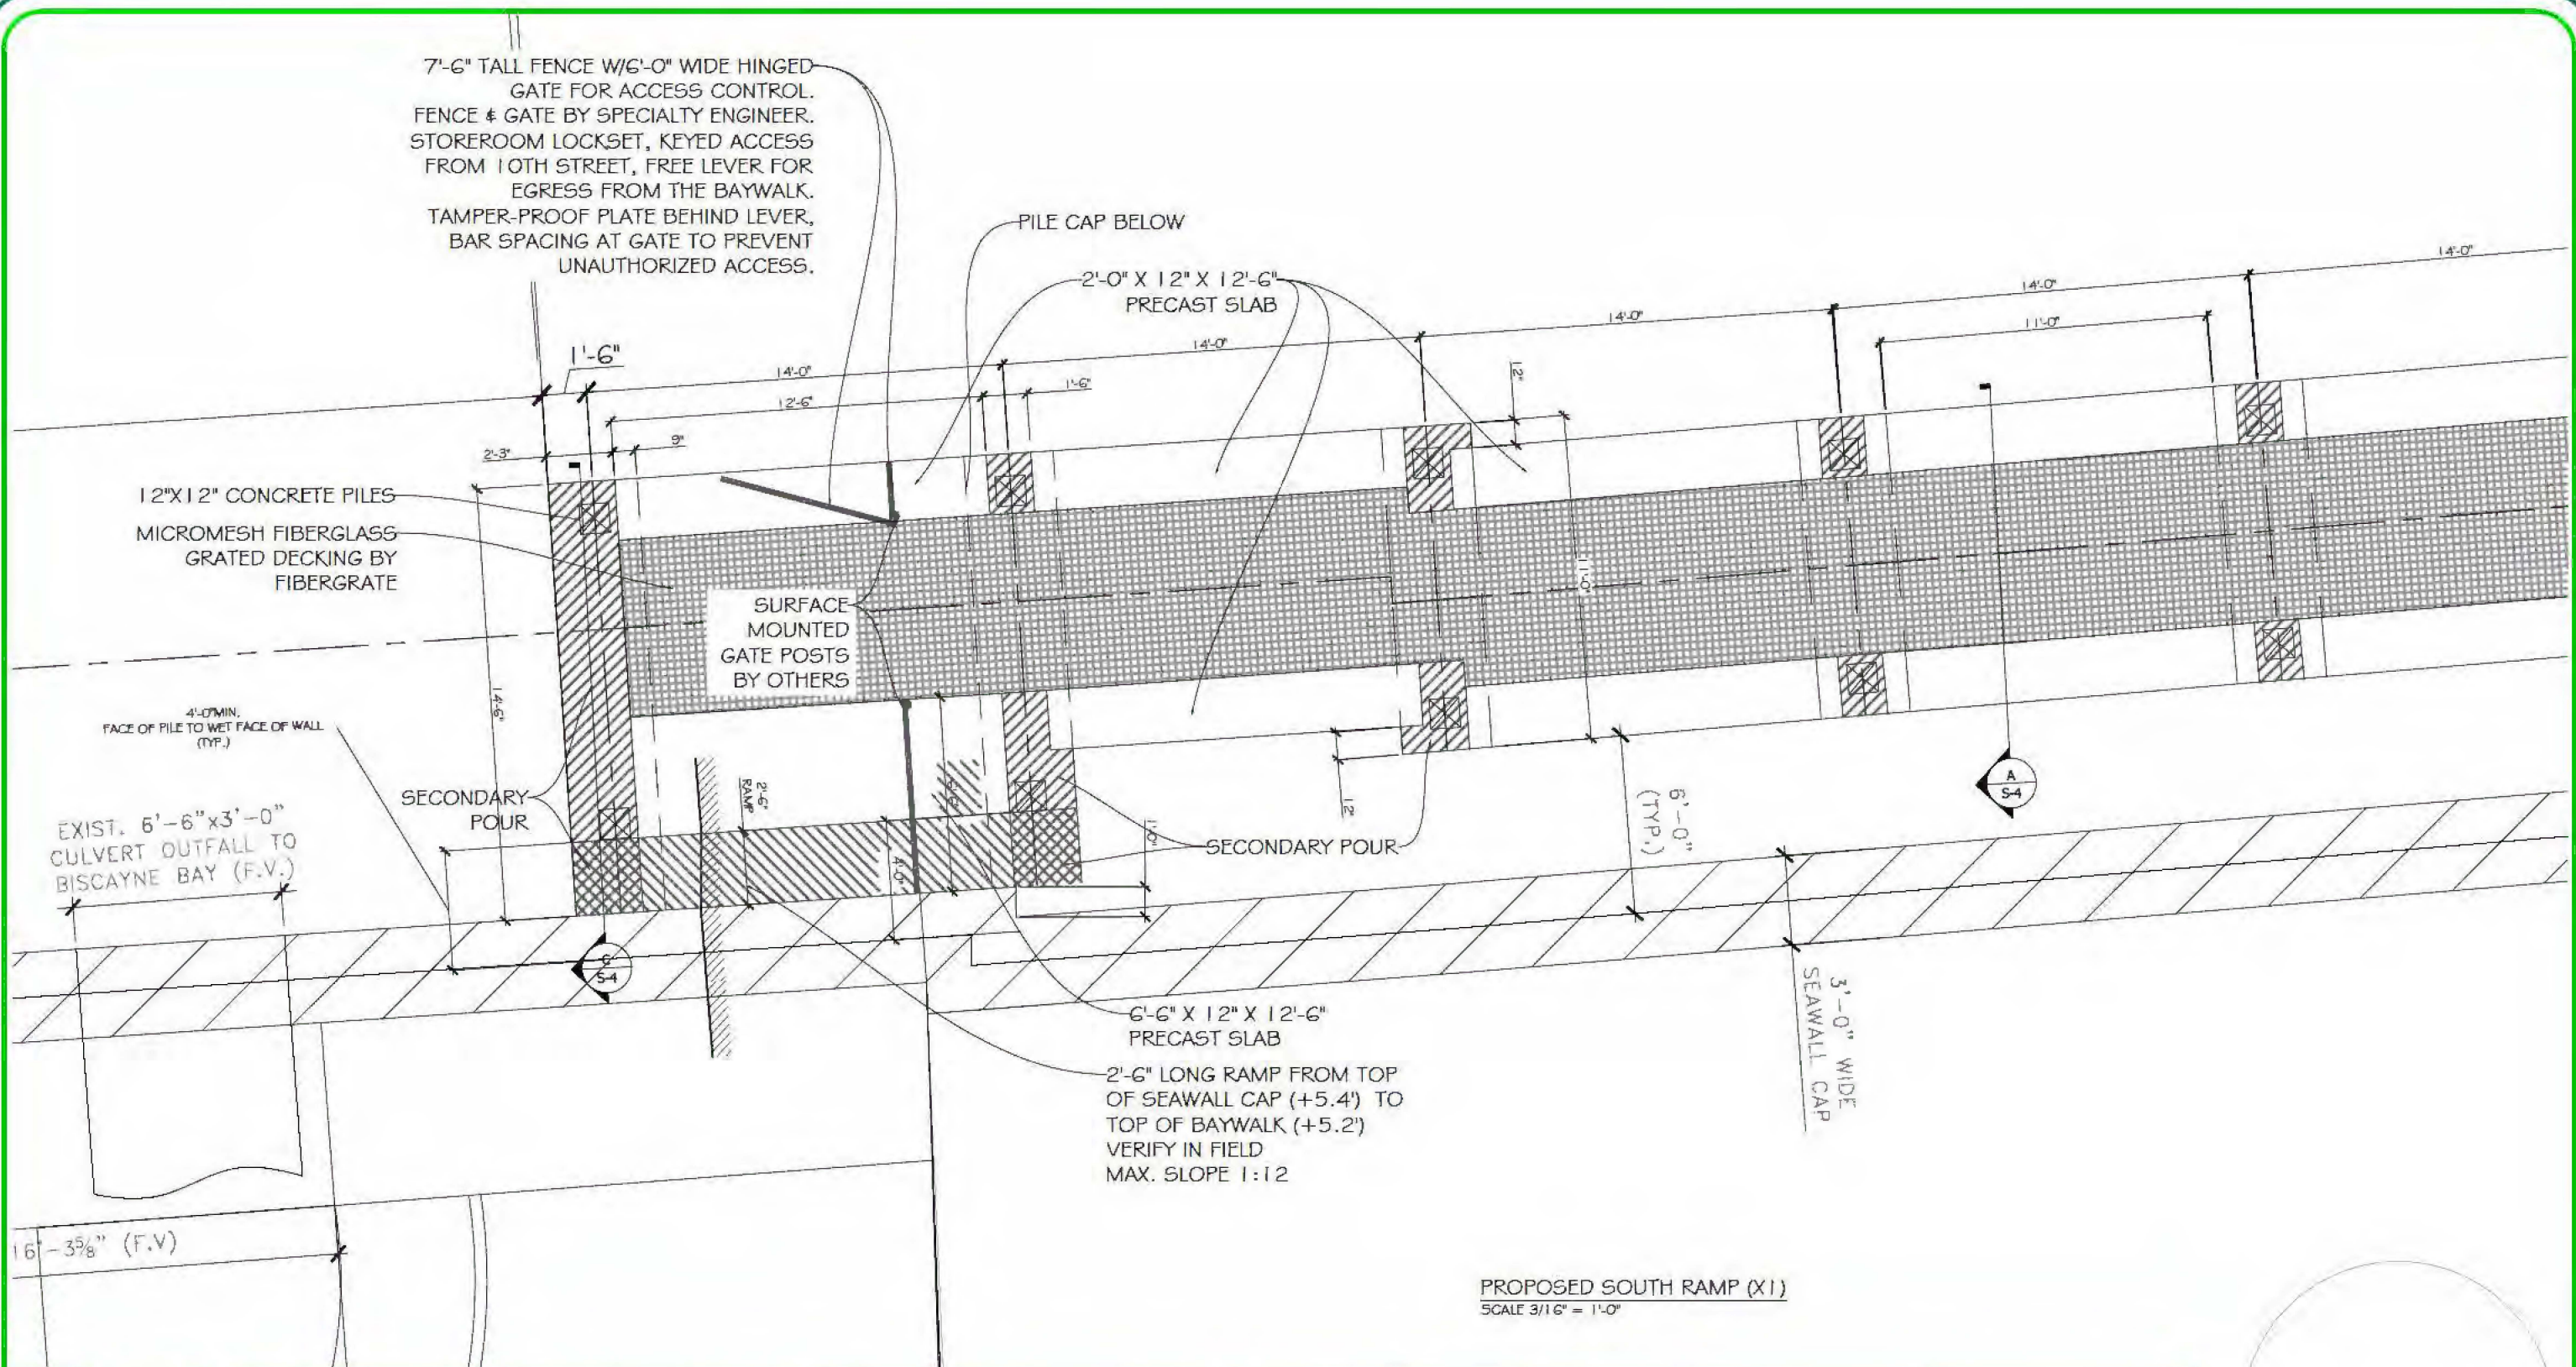 7'-6" TALL FENCE W/6'-0" WIDE HINGED
GATE FOR ACCESS CONTROL.
FENCE & GATE BY SPECIALTY ENGINEER.
STOREROOM LOCKSET, KEYED ACCESS
FROM 10TH STREET, FREE LEVER FOR
EGRESS FROM THE BAYWALK.
TAMPER-PROOF PLATE BEHIND LEVER,
BAR SPACING AT GATE TO PREVENT
UNAUTHORIZED ACCESS.
PILE CAP BELOW
2'-0" X 12" X 12'-6"
PRECAST SLAB
14'-0"
14'-0"
11'-0"
14'-0"
14'-0"
14'-0"
1'-6"
12'-6"
1'-6"
12"
2'-3"
9"
12"X12" CONCRETE PILES
MICROMESH FIBERGLASS
GRATED DECKING BY
FIBERGRATE
11'-0"
SURFACE
MOUNTED
GATE POSTS
BY OTHERS
14'-6"
4'-0"MIN.
FACE OF PILE TO WET FACE OF WALL
(TYP.)
SECONDARY
POUR
2'-6"
RAMP
12"
6'-0"
(TYP.)
A
S-4
EXIST. 6'-6"x3'-0"
CULVERT OUTFALL TO
BISCAYNE BAY (F.V.)
4'-0"
1'-0"
SECONDARY POUR
C
S-4
3'-0" WIDE
SEAWALL CAP
6'-6" X 12" X 12'-6"
PRECAST SLAB
2'-6" LONG RAMP FROM TOP
OF SEAWALL CAP (+5.4') TO
TOP OF BAYWALK (+5.2')
VERIFY IN FIELD
MAX. SLOPE 1:12
16'-3⅝" (F.V)
PROPOSED SOUTH RAMP (X1)
SCALE 3/16" = 1'-0"